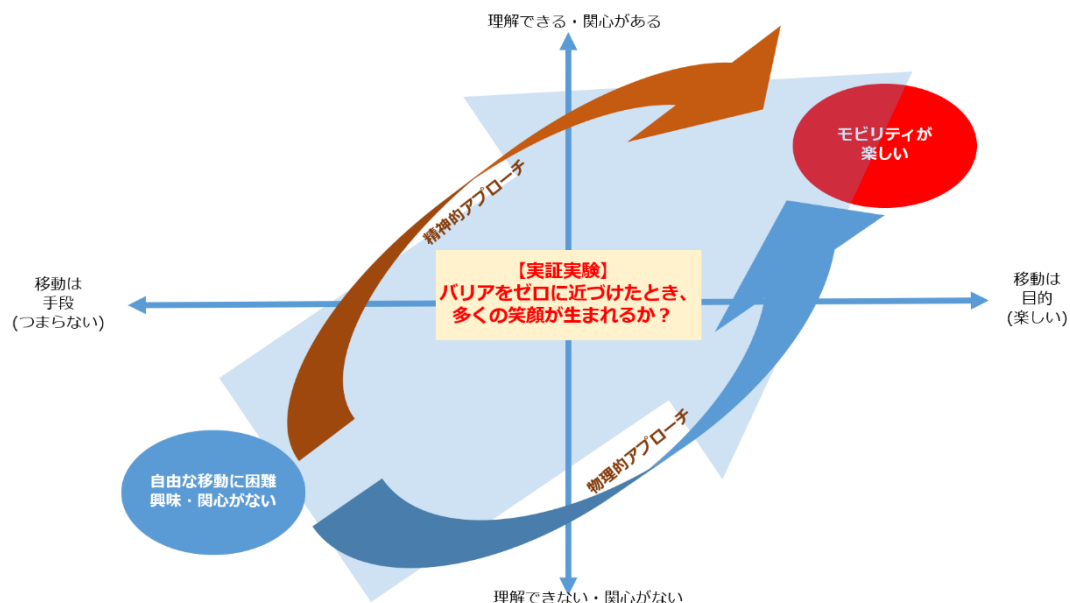 理解できる・関心がある
モビリティが
楽しい
精神的アプローチ
【実証実験】
バリアをゼロに近づけたとき、
多くの笑顔が生まれるか？
移動は
手段
(つまらない)
移動は
目的
(楽しい)
物理的アプローチ
自由な移動に困難
興味・関心がない
理解できない・関心がない